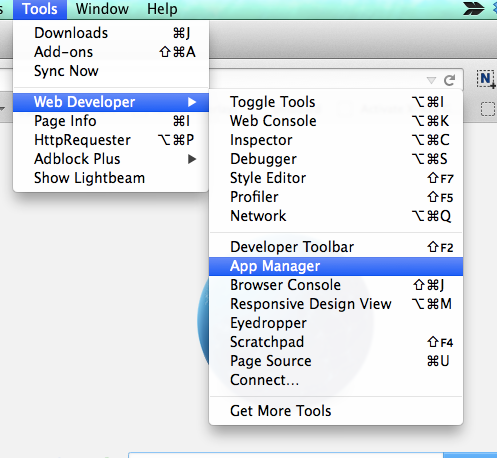 Tools Window Help
Downloads ⌘J
Add-ons ⇧⌘A
Sync Now
Web Developer ▶
Page Info ⌘I
HttpRequester ⌥⌘P
Adblock Plus ▶
Show Lightbeam
Toggle Tools ⌥⌘I
Web Console ⌥⌘K
Inspector ⌥⌘C
Debugger ⌥⌘S
Style Editor ⇧F7
Profiler ⇧F5
Network ⌥⌘Q
Developer Toolbar ⇧F2
App Manager
Browser Console ⇧⌘J
Responsive Design View ⌥⌘M
Eyedropper
Scratchpad ⇧F4
Page Source ⌘U
Connect...
Get More Tools
N